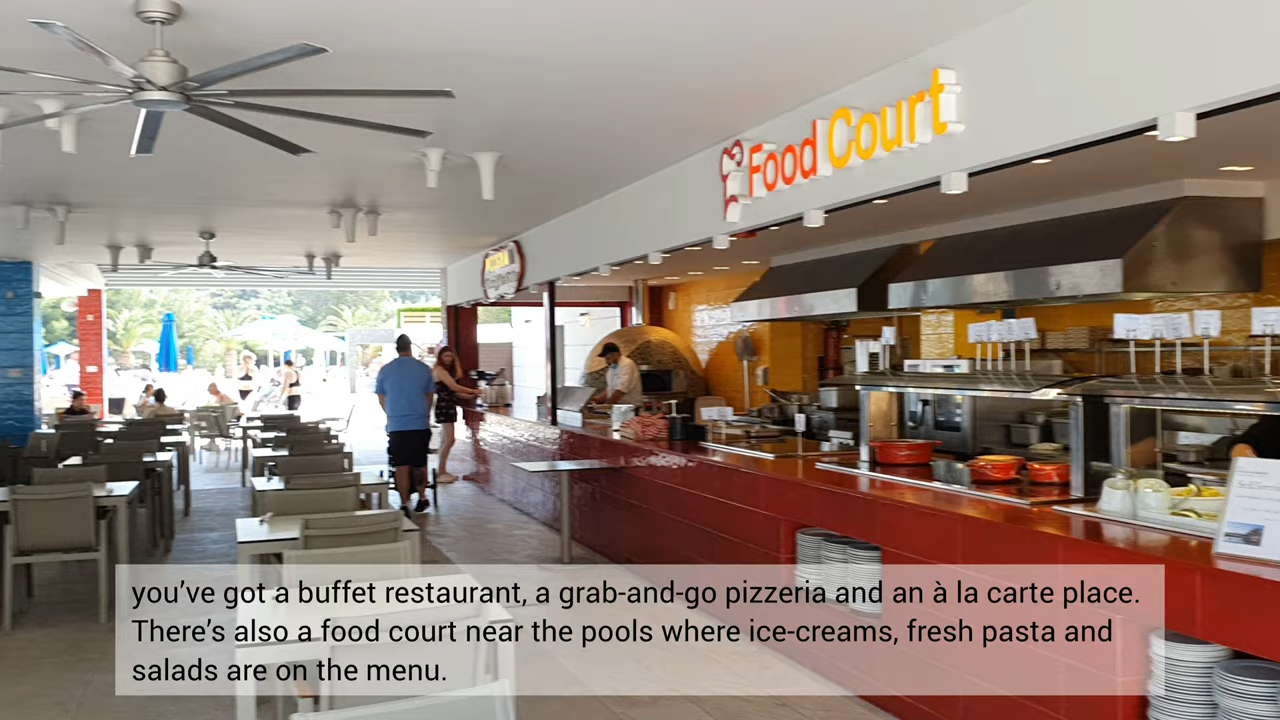 Food Court
you've got a buffet restaurant, a grab-and-go pizzeria and an à la carte place.
There's also a food court near the pools where ice-creams, fresh pasta and
salads are on the menu.